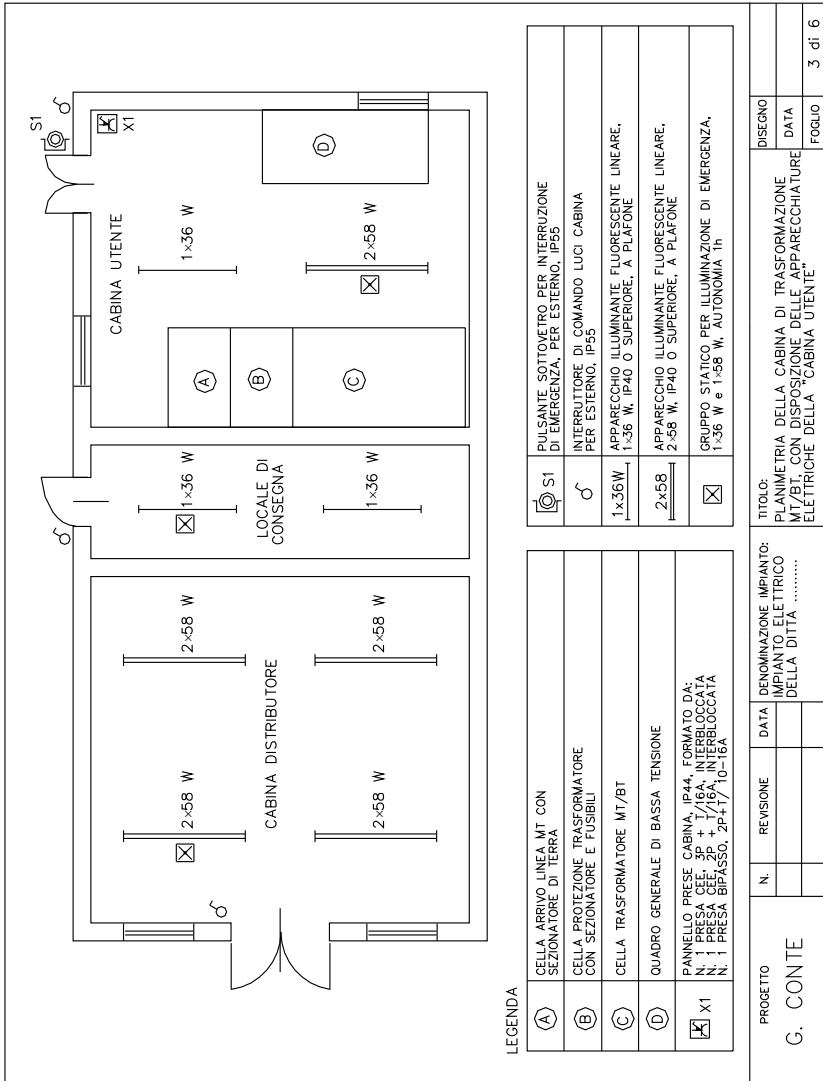 S1
X1
CABINA UTENTE
1×36 W
2×58 W
A
B
C
D
1×36 W
LOCALE DI
CONSEGNA
1×36 W
2×58 W
2×58 W
CABINA DISTRIBUTORE
2×58 W
2×58 W
LEGENDA
A
CELLA ARRIVO LINEA MT CON
SEZIONATORE DI TERRA
B
CELLA PROTEZIONE TRASFORMATORE
CON SEZIONATORE E FUSIBILI
C
CELLA TRASFORMATORE MT/BT
D
QUADRO GENERALE DI BASSA TENSIONE
X1
PANNELLO PRESE CABINA, IP44, FORMATO DA:
N. 1 PRESA CEE, 3P + T/16A, INTERBLOCCATA
N. 1 PRESA CEE, 2P + T/16A, INTERBLOCCATA
N. 1 PRESA BIPASSO, 2P+T/ 10-16A
S1
PULSANTE SOTTOVETRO PER INTERRUZIONE
DI EMERGENZA, PER ESTERNO, IP55
INTERRUTTORE DI COMANDO LUCI CABINA
PER ESTERNO, IP55
1x36W
APPARECCHIO ILLUMINANTE FLUORESCENTE LINEARE,
1×36 W, IP40 O SUPERIORE, A PLAFONE
2x58
APPARECCHIO ILLUMINANTE FLUORESCENTE LINEARE,
2×58 W, IP40 O SUPERIORE, A PLAFONE
GRUPPO STATICO PER ILLUMINAZIONE DI EMERGENZA,
1×36 W e 1×58 W, AUTONOMIA 1h
PROGETTO
G. CONTE
N.
REVISIONE
DATA
DENOMINAZIONE IMPIANTO:
IMPIANTO ELETTRICO
DELLA DITTA ..........
TITOLO:
PLANIMETRIA DELLA CABINA DI TRASFORMAZIONE
MT/BT, CON DISPOSIZIONE DELLE APPARECCHIATURE
ELETTRICHE DELLA "CABINA UTENTE"
DISEGNO
DATA
FOGLIO
3 di 6